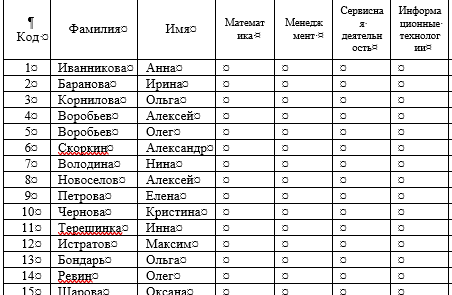 Код Фамилия Имя Математика Менеджмент Сервисная деятельность Информационные технологии
1 Иванникова Анна
2 Баранова Ирина
3 Корнилова Ольга
4 Воробьев Алексей
5 Воробьев Олег
6 Скоркин Александр
7 Володина Нина
8 Новоселов Алексей
9 Петрова Елена
10 Чернова Кристина
11 Терешинка Инна
12 Истратов Максим
13 Бондарь Ольга
14 Ревин Олег
15 Шарова Оксана